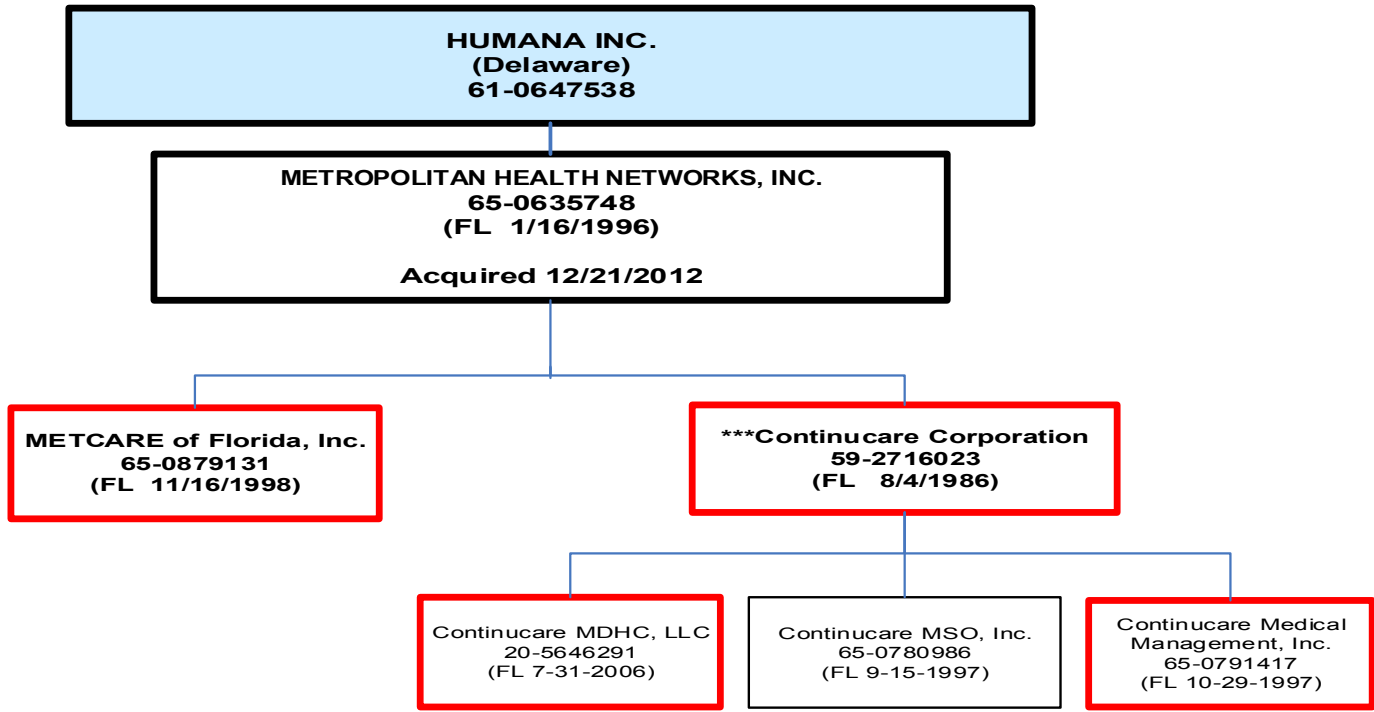 HUMANA INC.
(Delaware)
61-0647538
METROPOLITAN HEALTH NETWORKS, INC.
65-0635748
(FL 1/16/1996)
Acquired 12/21/2012
METCARE of Florida, Inc.
65-0879131
(FL 11/16/1998)
***Continucare Corporation
59-2716023
(FL 8/4/1986)
Continucare MDHC, LLC
20-5646291
(FL 7-31-2006)
Continucare MSO, Inc.
65-0780986
(FL 9-15-1997)
Continucare Medical
Management, Inc.
65-0791417
(FL 10-29-1997)